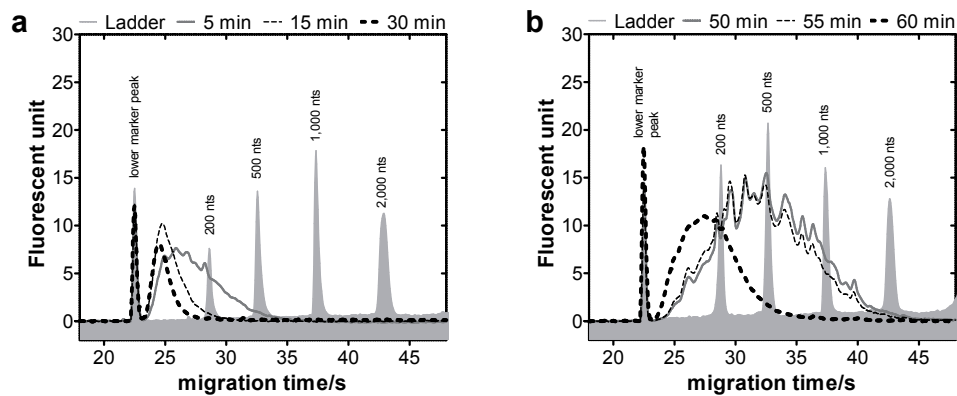 a
Ladder 5 min 15 min 30 min
Fluorescent unit
30
25
20
15
10
5
0
lower marker peak
200 nts
500 nts
1,000 nts
2,000 nts
20 25 30 35 40 45
migration time/s
b
Ladder 50 min 55 min 60 min
Fluorescent unit
30
25
20
15
10
5
0
lower marker
peak
200 nts
500 nts
1,000 nts
2,000 nts
20 25 30 35 40 45
migration time/s